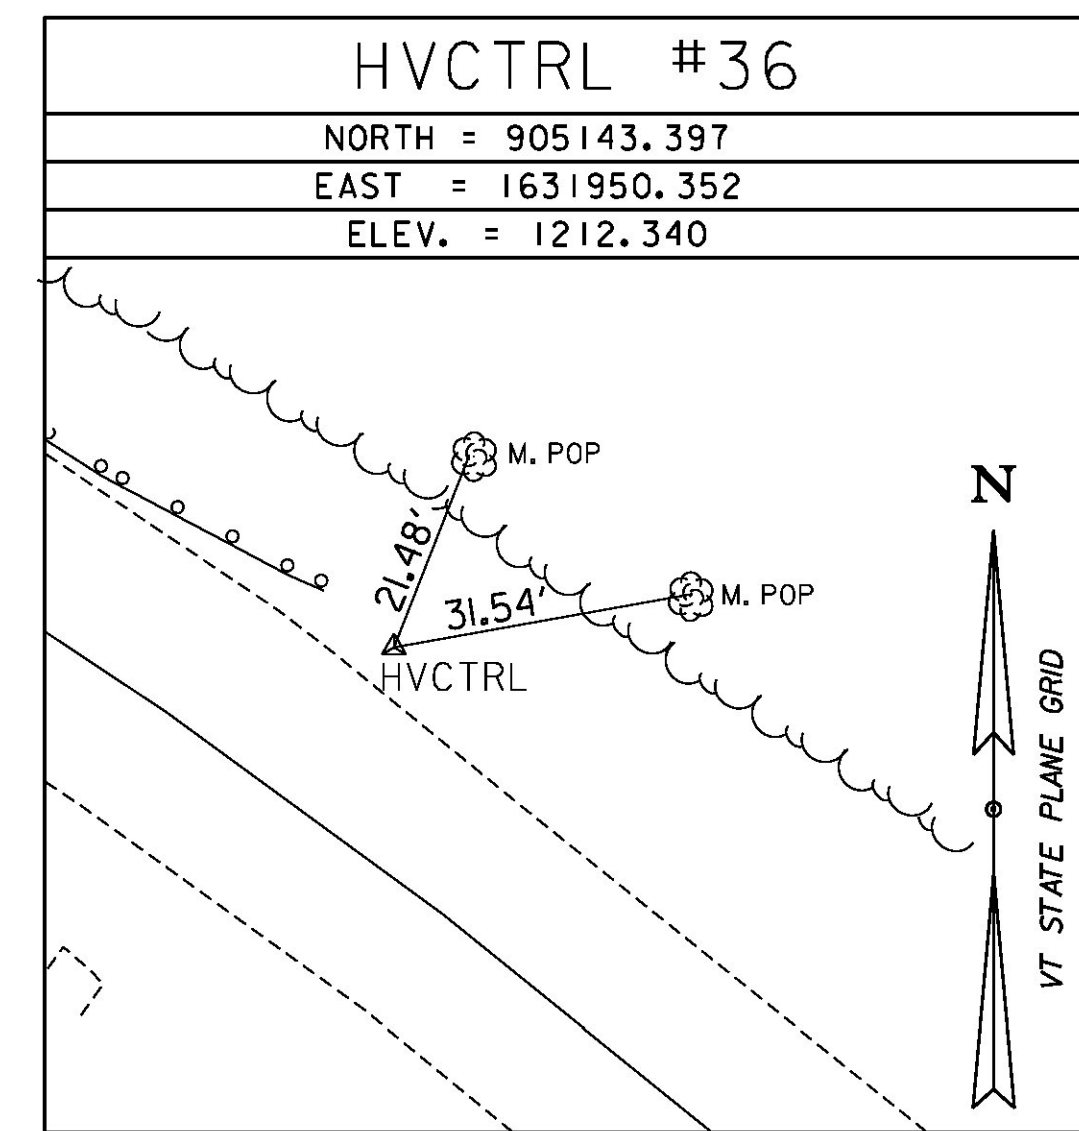 HVCTRL #36
NORTH = 905143.397
EAST = 1631950.352
ELEV. = 1212.340
M. POP
N
21.48'
31.54'
M. POP
HVCTRL
VT STATE PLANE GRID